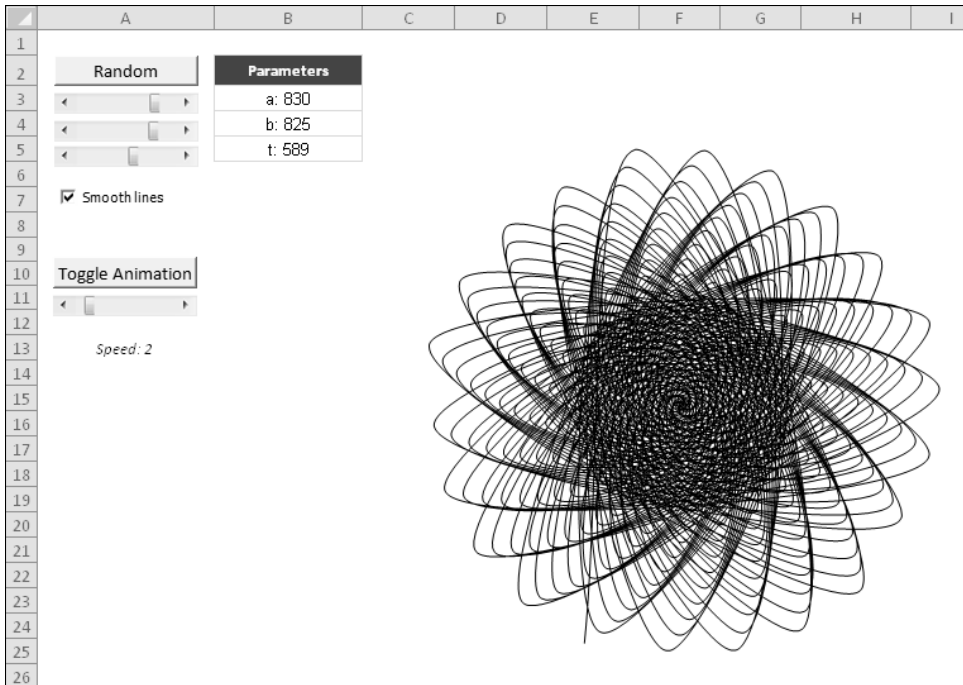 A B C D E F G H I
1
2 Random Parameters
3 a: 830
4 b: 825
5 t: 589
6
7 Smooth lines
8
9
10 Toggle Animation
11
12
13 Speed: 2
14
15
16
17
18
19
20
21
22
23
24
25
26